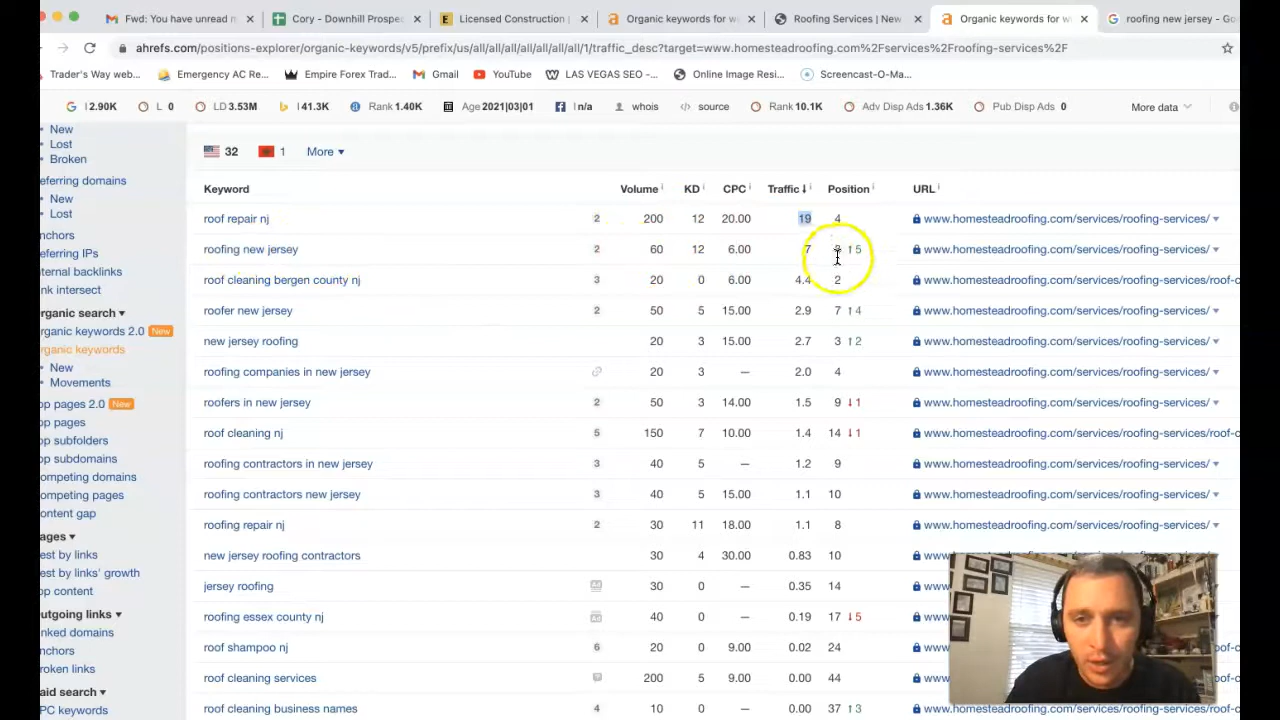 Fwd: You have unread n
Cory - Downhill Prospe
Licensed Construction
Organic keywords for w
Roofing Services | New
Organic keywords for w
roofing new jersey - Go
ahrefs.com/positions-explorer/organic-keywords/v5/prefix/us/all/all/all/all/all/all/all/1/traffic_desc?target=www.homesteadroofing.com%2Fservices%2Froofing-services%2F
Trader's Way web...
Emergency AC Re...
Empire Forex Trad...
Gmail
YouTube
LAS VEGAS SEO -...
Online Image Resi...
Screencast-O-Ma...
I 2.90K
L 0
LD 3.53M
I 41.3K
Rank 1.40K
Age 2021|03|01
I n/a
whois
source
Rank 10.1K
Adv Disp Ads 1.36K
Pub Disp Ads 0
More data
New
Lost
Broken
eferring domains
New
Lost
nchors
eferring IPs
nternal backlinks
ink intersect
rganic search
rganic keywords 2.0 New
rganic keywords
New
Movements
op pages 2.0 New
op pages
op subfolders
op subdomains
ompeting domains
ompeting pages
ontent gap
ages
est by links
est by links' growth
op content
utgoing links
nked domains
nchors
roken links
aid search
PC keywords
32 1 More
Keyword Volume KD CPC Traffic Position URL
roof repair nj 2 200 12 20.00 19 4 www.homesteadroofing.com/services/roofing-services/
roofing new jersey 2 60 12 6.00 7 5 www.homesteadroofing.com/services/roofing-services/
roof cleaning bergen county nj 3 20 0 6.00 4.4 2 www.homesteadroofing.com/services/roofing-services/roof-c
roofer new jersey 2 50 5 15.00 2.9 7 4 www.homesteadroofing.com/services/roofing-services/
new jersey roofing 20 3 15.00 2.7 3 2 www.homesteadroofing.com/services/roofing-services/
roofing companies in new jersey 20 3 — 2.0 4 www.homesteadroofing.com/services/roofing-services/
roofers in new jersey 2 50 3 14.00 1.5 9 1 www.homesteadroofing.com/services/roofing-services/
roof cleaning nj 5 150 7 10.00 1.4 14 1 www.homesteadroofing.com/services/roofing-services/roof-c
roofing contractors in new jersey 3 40 5 — 1.2 9 www.homesteadroofing.com/services/roofing-services/
roofing contractors new jersey 3 40 5 15.00 1.1 10 www.homesteadroofing.com/services/roofing-services/
roofing repair nj 2 30 11 18.00 1.1 8 www.homesteadroofing.com/services/roofing-services/
new jersey roofing contractors 30 4 30.00 0.83 10 www.homesteadroofing.com/services/roofing-services/
jersey roofing 30 0 — 0.35 14 www.
roofing essex county nj 40 0 — 0.19 17 5 www.
roof shampoo nj 6 20 0 9.00 0.02 24 www. oof-c
roof cleaning services 200 5 9.00 0.00 44 www. oof-c
roof cleaning business names 4 10 0 — 0.00 37 3 www. oof-c